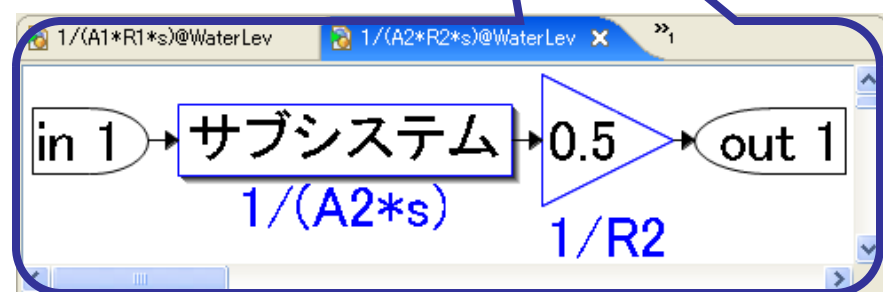 1/(A1*R1*s)@WaterLev 1/(A2*R2*s)@WaterLev »1
in 1 サブシステム 0.5 out 1
1/(A2*s) 1/R2